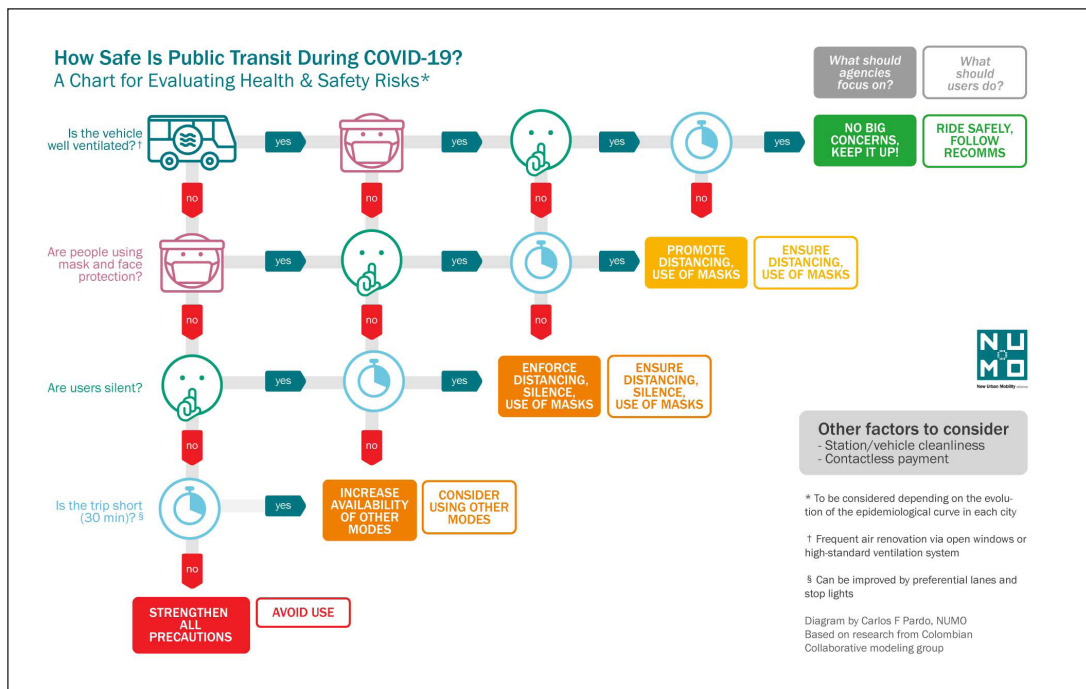 How Safe Is Public Transit During COVID-19?
A Chart for Evaluating Health & Safety Risks*
What should
agencies
focus on?
What
should
users do?
Is the vehicle
well ventilated?†
yes
yes
yes
yes
NO BIG
CONCERNS,
KEEP IT UP!
RIDE SAFELY,
FOLLOW
RECOMMS
no
no
no
no
Are people using
mask and face
protection?
yes
yes
yes
PROMOTE
DISTANCING,
USE OF MASKS
ENSURE
DISTANCING,
USE OF MASKS
no
no
no
Are users silent?
yes
yes
ENFORCE
DISTANCING,
SILENCE,
USE OF MASKS
ENSURE
DISTANCING,
SILENCE,
USE OF MASKS
no
no
Is the trip short
(30 min)? §
yes
INCREASE
AVAILABILITY
OF OTHER
MODES
CONSIDER
USING OTHER
MODES
no
STRENGTHEN
ALL
PRECAUTIONS
AVOID USE
NU
MO
New Urban Mobility alliance
Other factors to consider
- Station/vehicle cleanliness
- Contactless payment
* To be considered depending on the evolu-
tion of the epidemiological curve in each city
† Frequent air renovation via open windows or
high-standard ventilation system
§ Can be improved by preferential lanes and
stop lights
Diagram by Carlos F Pardo, NUMO
Based on research from Colombian
Collaborative modeling group